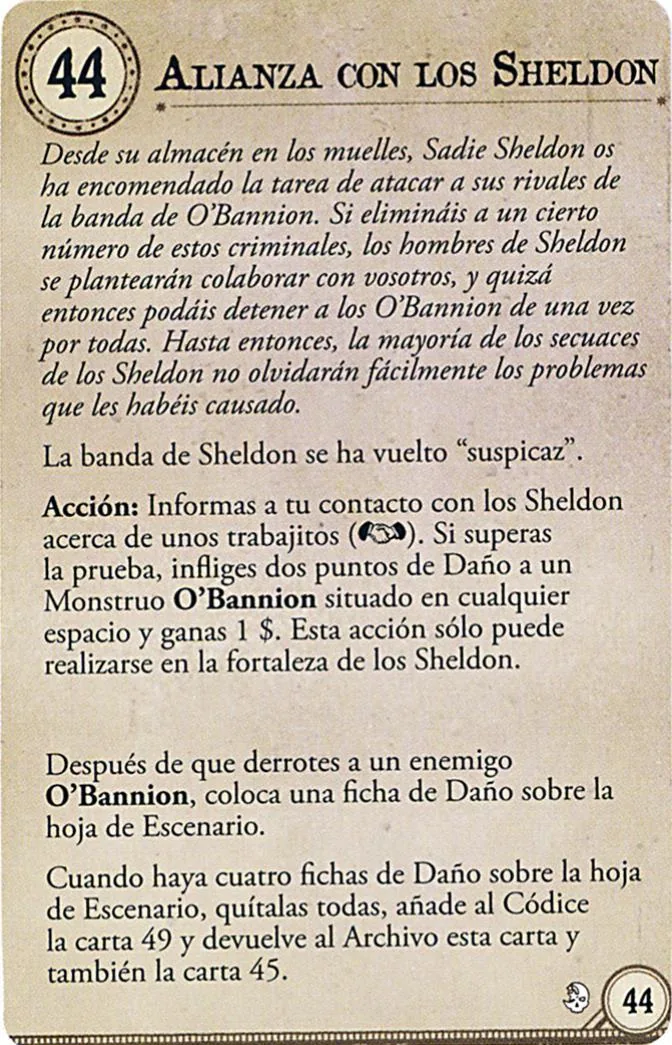 44
ALIANZA CON LOS SHELDON
Desde su almacén en los muelles, Sadie Sheldon os
ha encomendado la tarea de atacar a sus rivales de
la banda de O'Bannion. Si elimináis a un cierto
número de estos criminales, los hombres de Sheldon
se plantearán colaborar con vosotros, y quizá
entonces podáis detener a los O'Bannion de una vez
por todas. Hasta entonces, la mayoría de los secuaces
de los Sheldon no olvidarán fácilmente los problemas
que les habéis causado.
La banda de Sheldon se ha vuelto “suspicaz”.
Acción: Informas a tu contacto con los Sheldon
acerca de unos trabajitos (). Si superas
la prueba, infliges dos puntos de Daño a un
Monstruo O'Bannion situado en cualquier
espacio y ganas 1 $. Esta acción sólo puede
realizarse en la fortaleza de los Sheldon.
Después de que derrotes a un enemigo
O'Bannion, coloca una ficha de Daño sobre la
hoja de Escenario.
Cuando haya cuatro fichas de Daño sobre la hoja
de Escenario, quítalas todas, añade al Códice
la carta 49 y devuelve al Archivo esta carta y
también la carta 45.
44